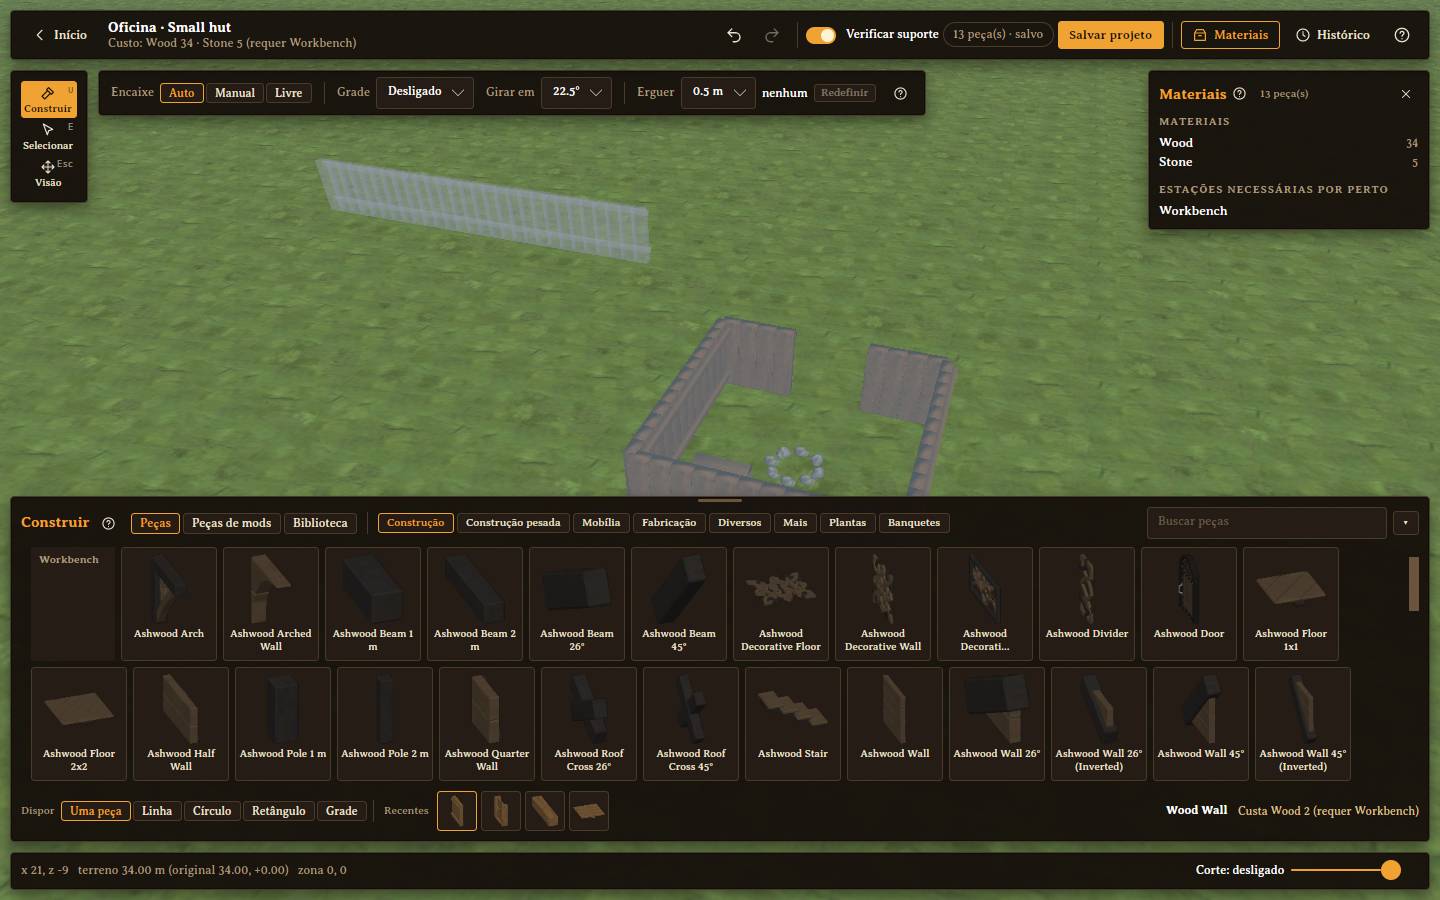 Início
Oficina · Small hut
Custo: Wood 34 · Stone 5 (requer Workbench)
Verificar suporte
13 peça(s) · salvo
Salvar projeto
Materiais
Histórico
U
Construir
E
Selecionar
Esc
Visão
Encaixe
Auto
Manual
Livre
Grade
Desligado
Girar em
22.5°
Erguer
0.5 m
nenhum
Redefinir
Materiais
13 peça(s)
MATERIAIS
Wood 34
Stone 5
ESTAÇÕES NECESSÁRIAS POR PERTO
Workbench
Construir
Peças
Peças de mods
Biblioteca
Construção
Construção pesada
Mobília
Fabricação
Diversos
Mais
Plantas
Banquetes
Buscar peças
Workbench
Ashwood Arch
Ashwood Arched
Wall
Ashwood Beam 1
m
Ashwood Beam 2
m
Ashwood Beam
26°
Ashwood Beam
45°
Ashwood
Decorative Floor
Ashwood
Decorative Wall
Ashwood
Decorati...
Ashwood Divider
Ashwood Door
Ashwood Floor
1x1
Ashwood Floor
2x2
Ashwood Half
Wall
Ashwood Pole 1 m
Ashwood Pole 2 m
Ashwood Quarter
Wall
Ashwood Roof
Cross 26°
Ashwood Roof
Cross 45°
Ashwood Stair
Ashwood Wall
Ashwood Wall 26°
Ashwood Wall 26°
(Inverted)
Ashwood Wall 45°
Ashwood Wall 45°
(Inverted)
Dispor
Uma peça
Linha
Círculo
Retângulo
Grade
Recentes
Wood Wall
Custa Wood 2 (requer Workbench)
x 21, z -9 terreno 34.00 m (original 34.00, +0.00) zona 0, 0
Corte: desligado